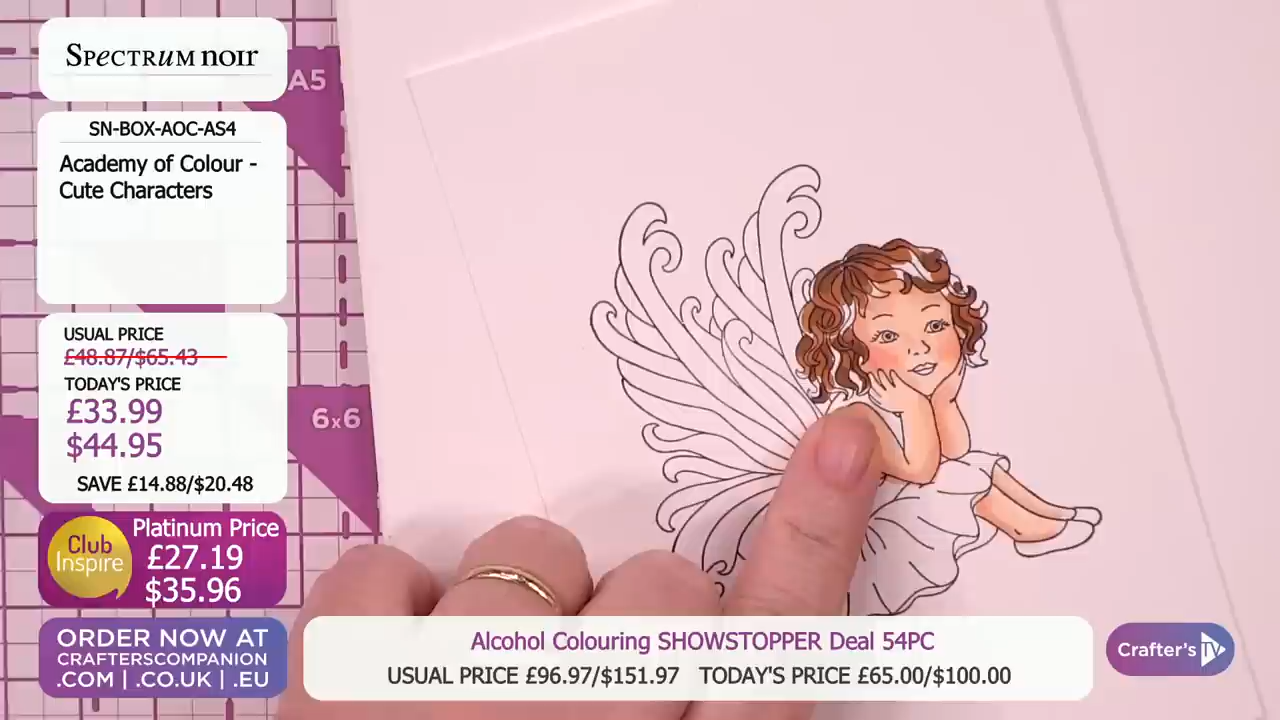 SPECTRUM NOIR
SN-BOX-AOC-AS4
Academy of Colour -
Cute Characters
USUAL PRICE
£48.87/$65.43
TODAY'S PRICE
£33.99
$44.95
SAVE £14.88/$20.48
Club
Inspire
Platinum Price
£27.19
$35.96
ORDER NOW AT
CRAFTERSCOMPANION
.COM | .CO.UK | .EU
A5
6x6
Alcohol Colouring SHOWSTOPPER Deal 54PC
USUAL PRICE £96.97/$151.97 TODAY'S PRICE £65.00/$100.00
Crafter's TV